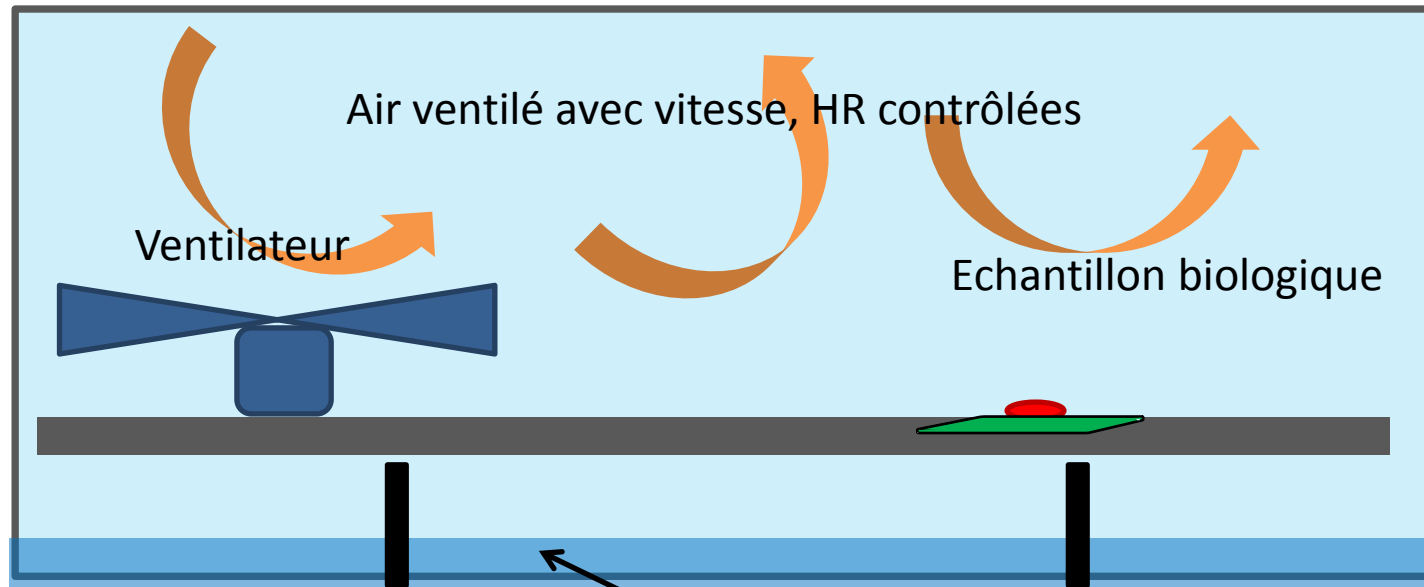 Air ventilé avec vitesse, HR contrôlées
Ventilateur
Echantillon biologique